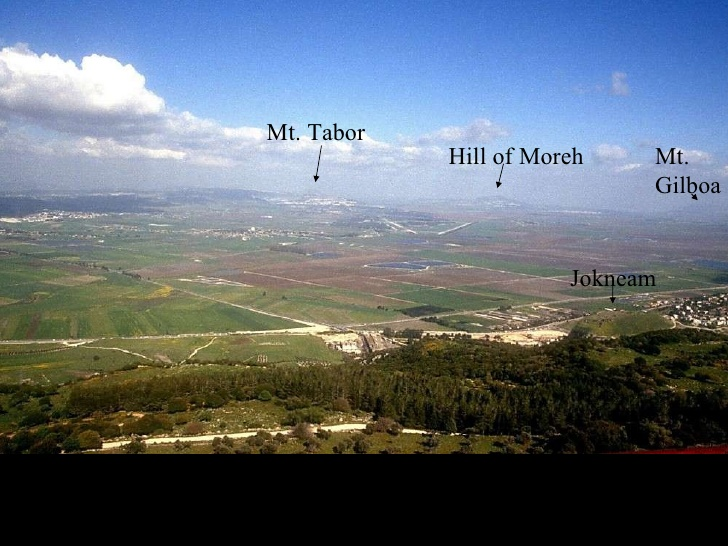 Mt. Tabor
Hill of Moreh
Mt.
Gilboa
Jokneam